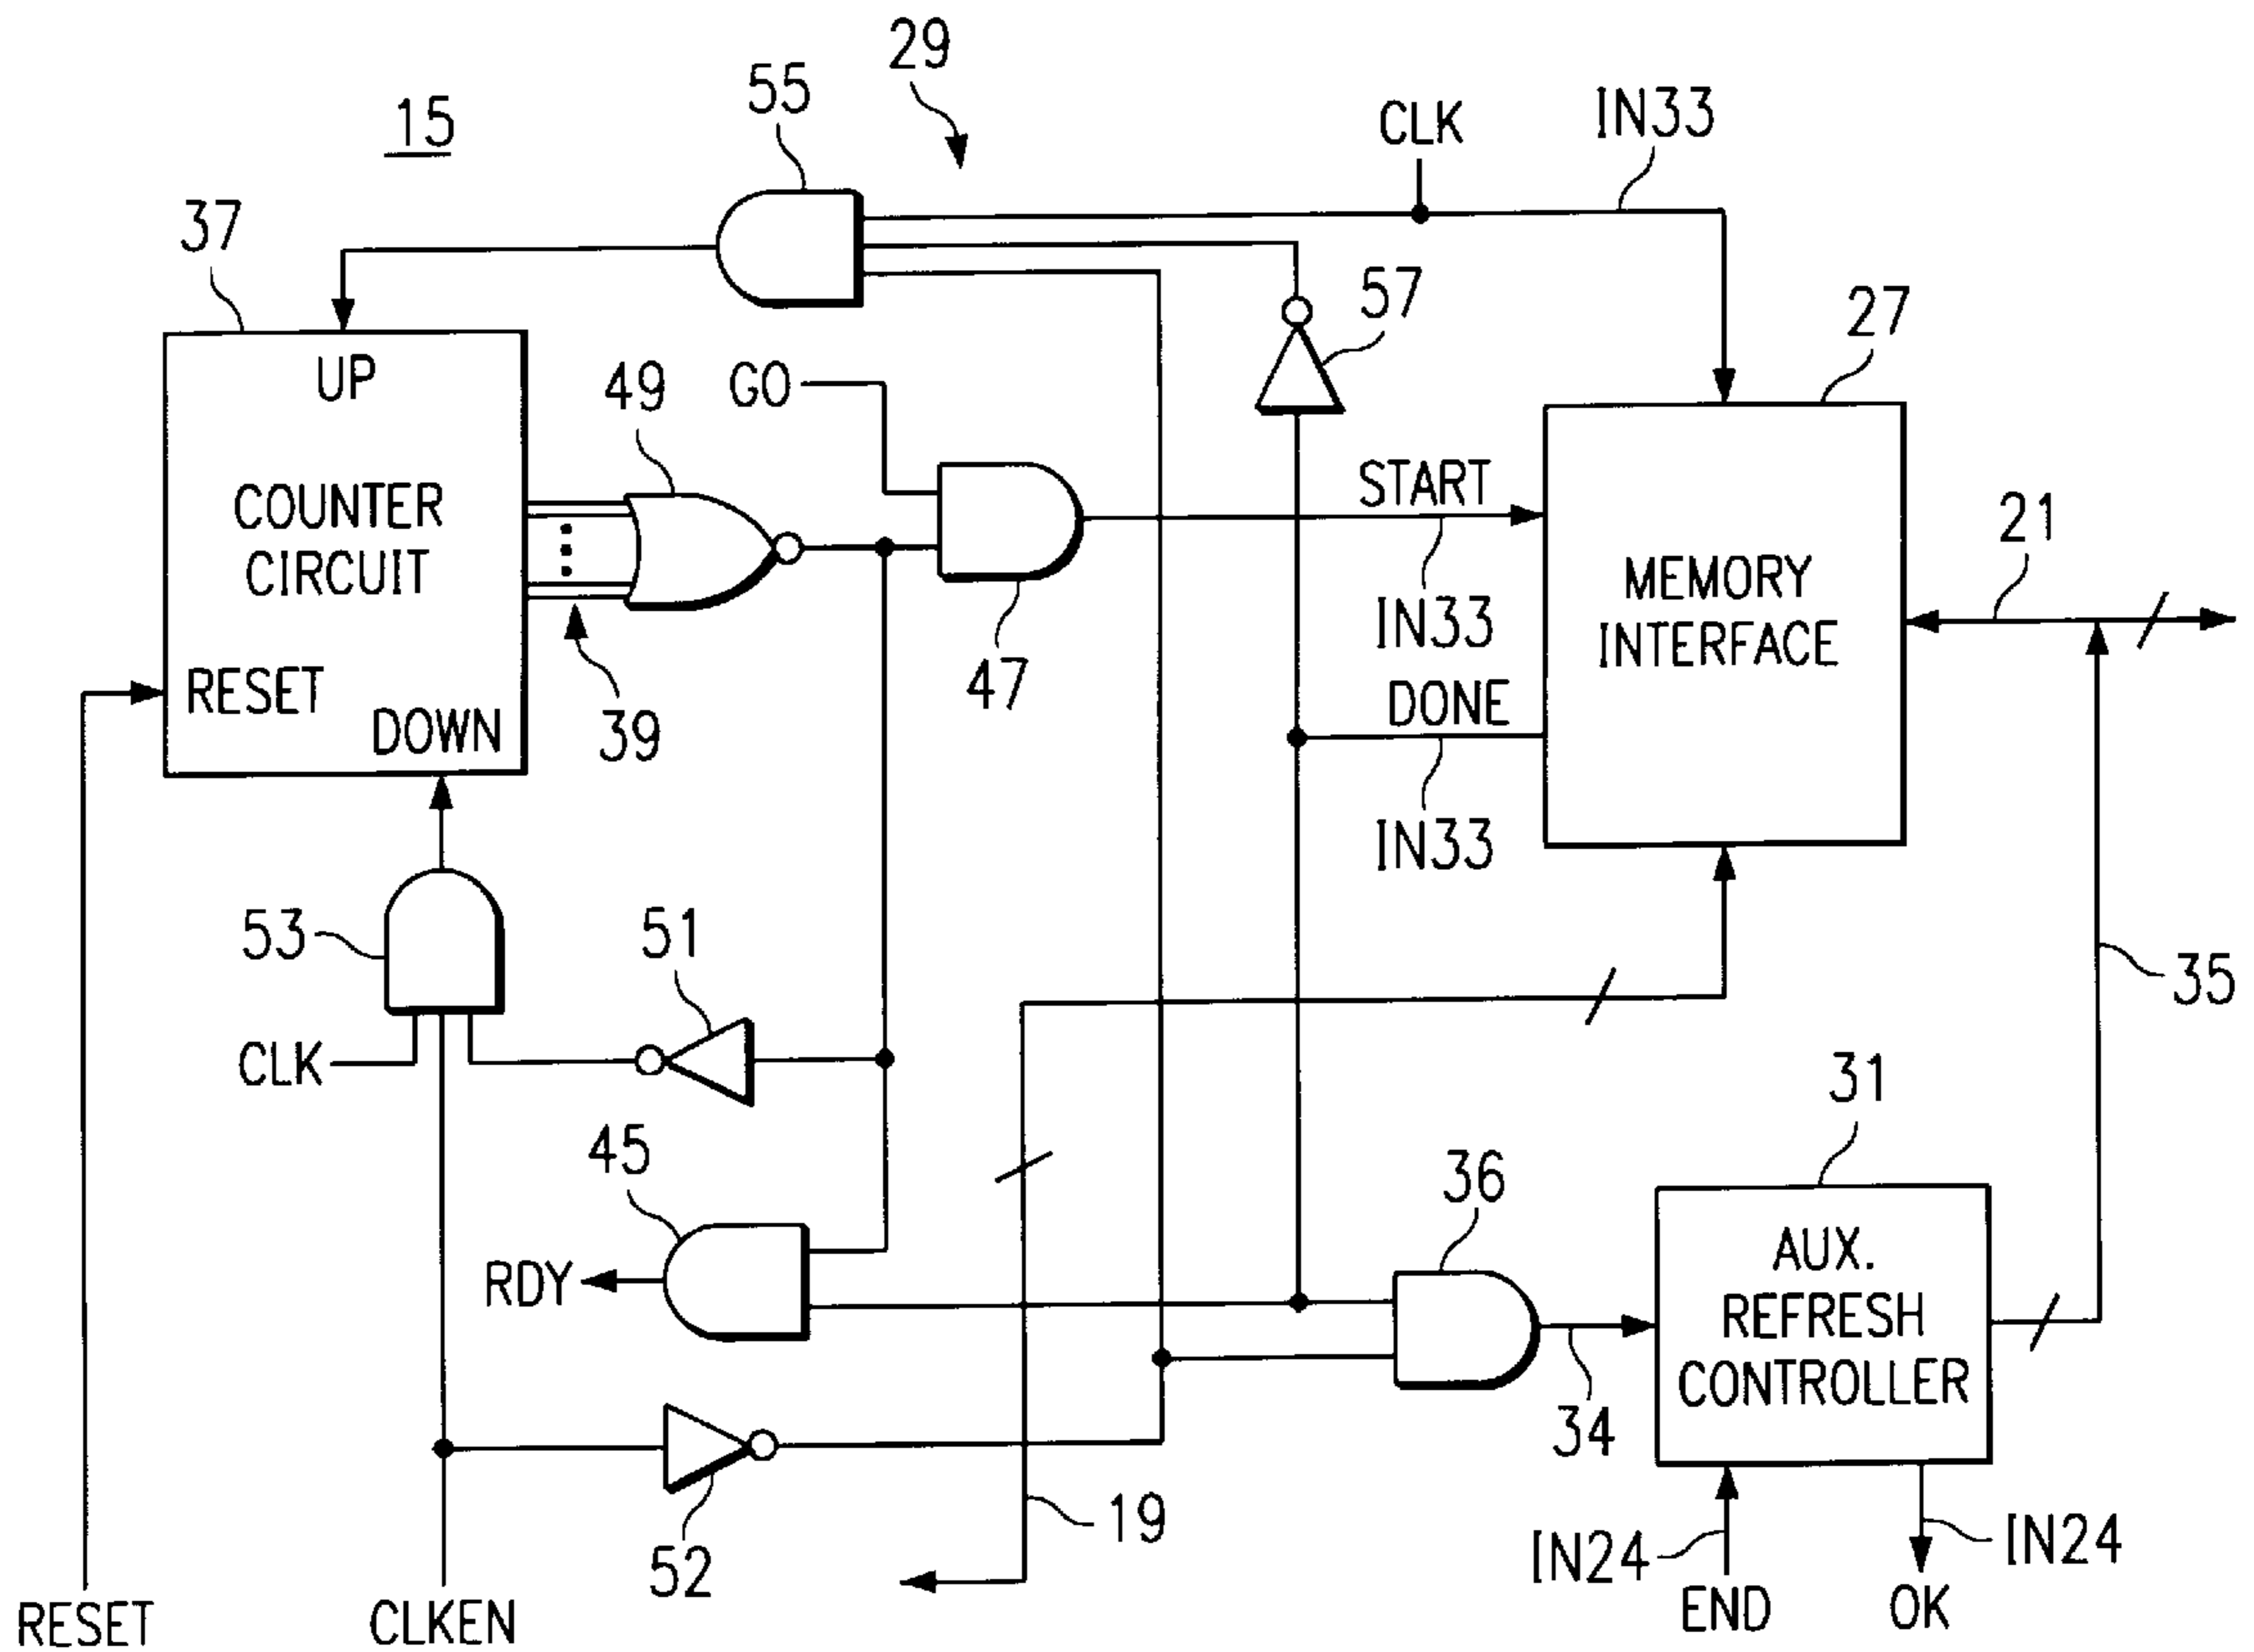 29
55
CLK
IN33
15
37
57
27
UP
49
GO
START
COUNTER
CIRCUIT
21
MEMORY
INTERFACE
IN33
RESET
47
DONE
DOWN
39
IN33
53
51
35
CLK
31
45
36
AUX.
REFRESH
CONTROLLER
RDY
34
19
52
IN24
IN24
RESET
CLKEN
END
OK